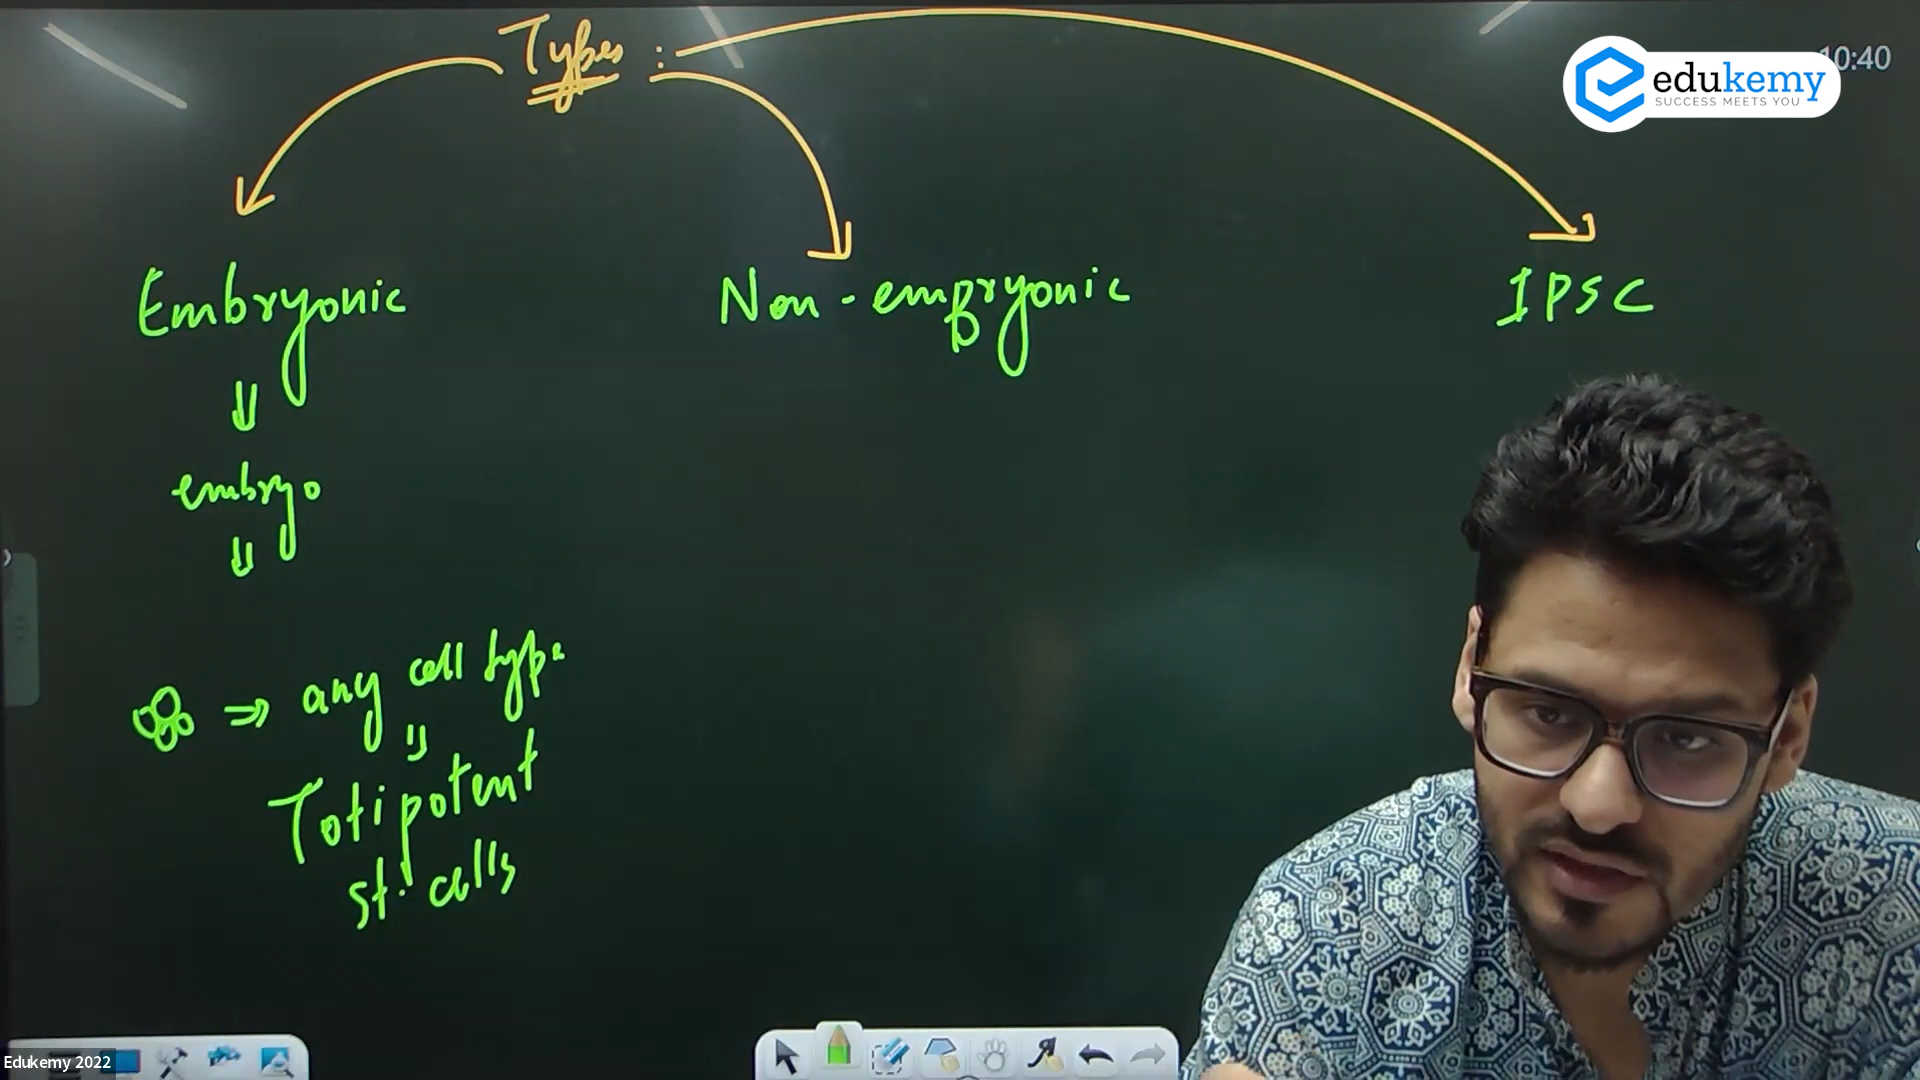 Types :
10:40
edukemy
SUCCESS MEETS YOU
Embryonic
Non-embryonic
IPSC
embryo
⇒ any cell type
Totipotent
st. cells
Edukemy 2022